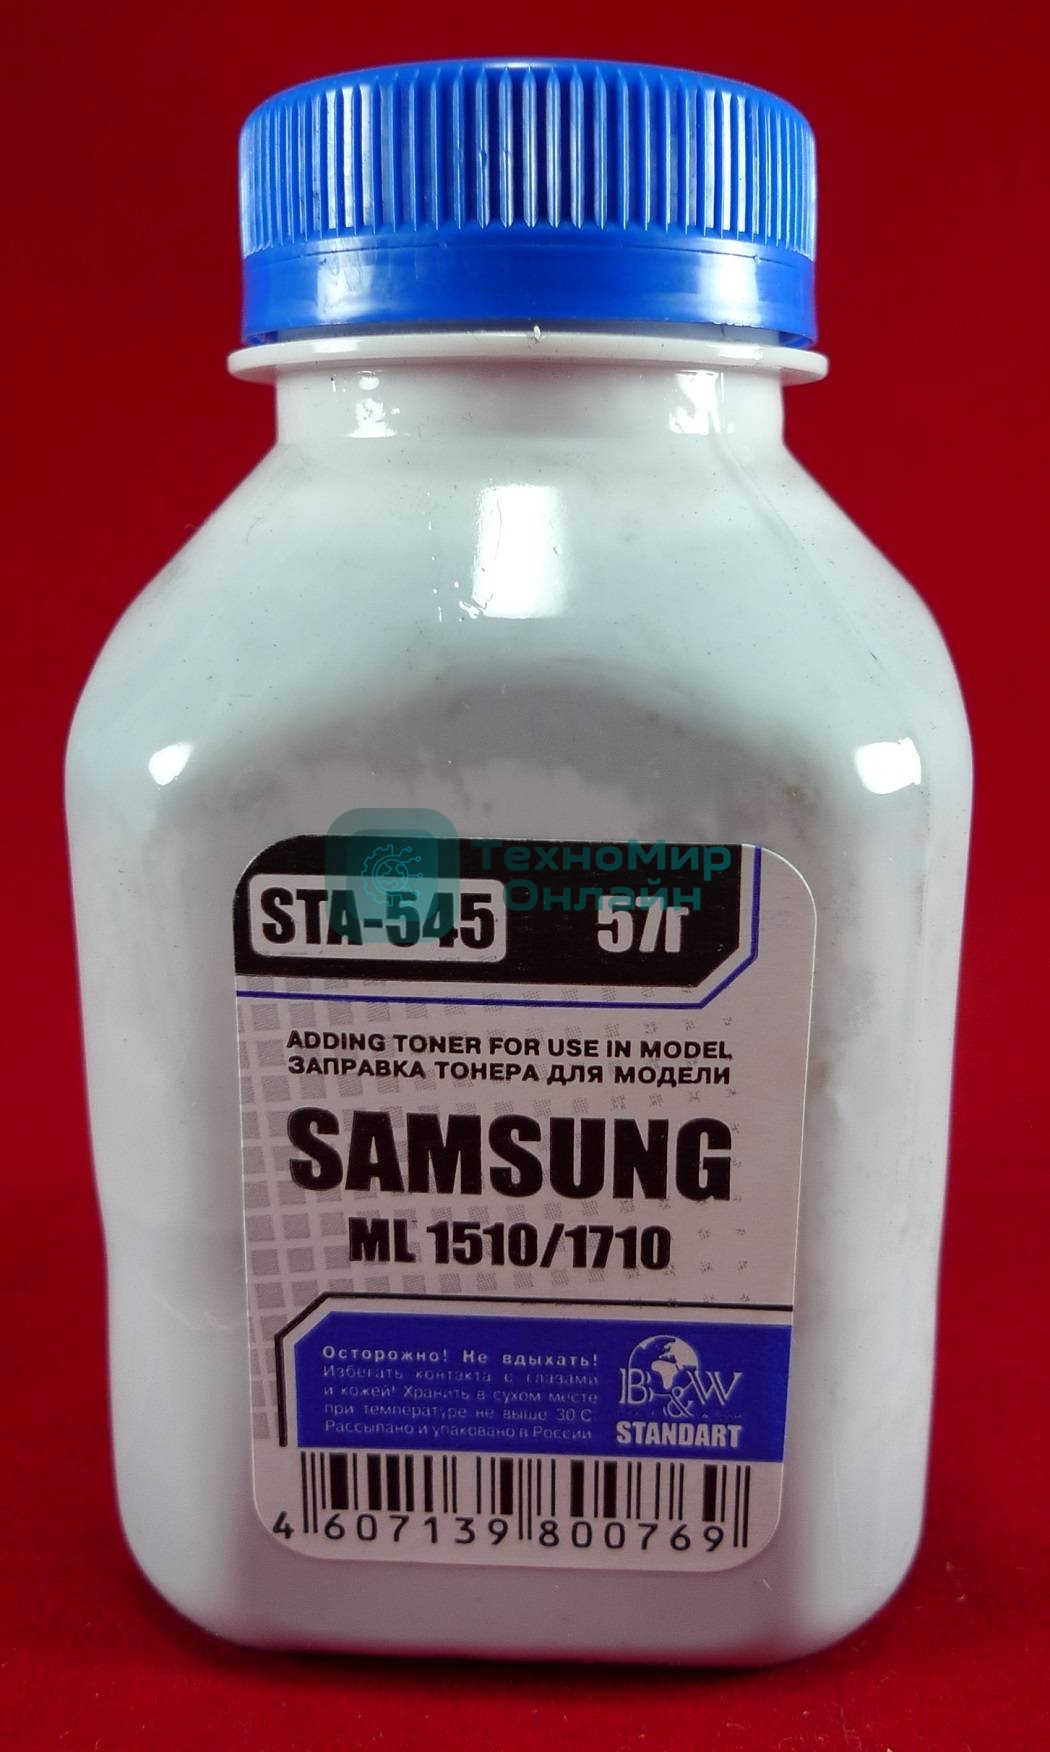 ТехноМир
Онлайн
STA-545 57г
ADDING TONER FOR USE IN MODEL
ЗАПРАВКА ТОНЕРА ДЛЯ МОДЕЛИ
SAMSUNG
ML 1510/1710
Осторожно! Не вдыхать!
Избегать контакта с глазами
и кожей! Хранить в сухом месте
при температуре не выше 30 С
Рассыпано и упаковано в России
B&W
STANDART
4 607139 800769